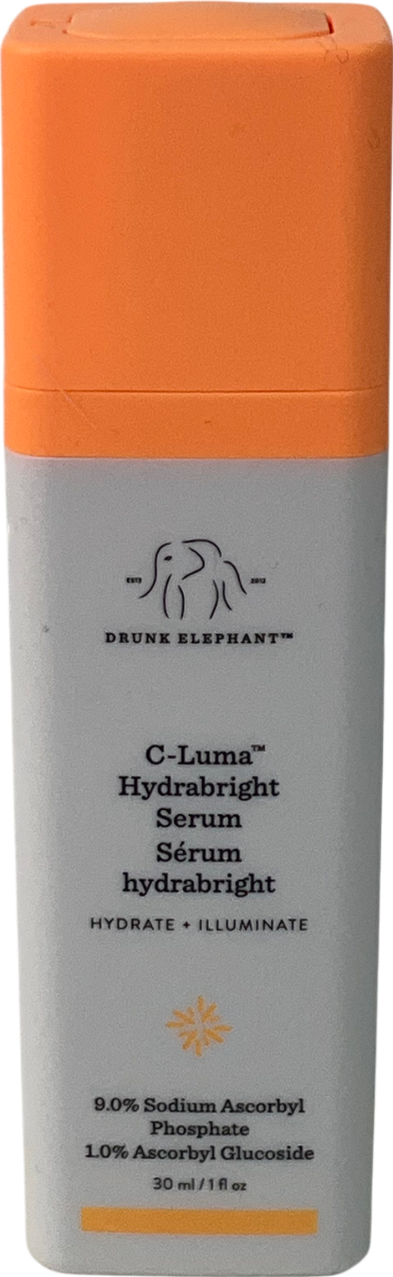 ESTD 2012
DRUNK ELEPHANT™
C-Luma™
Hydrabright
Serum
Sérum
hydrabright
HYDRATE + ILLUMINATE
9.0% Sodium Ascorbyl
Phosphate
1.0% Ascorbyl Glucoside
30 ml / 1 fl oz